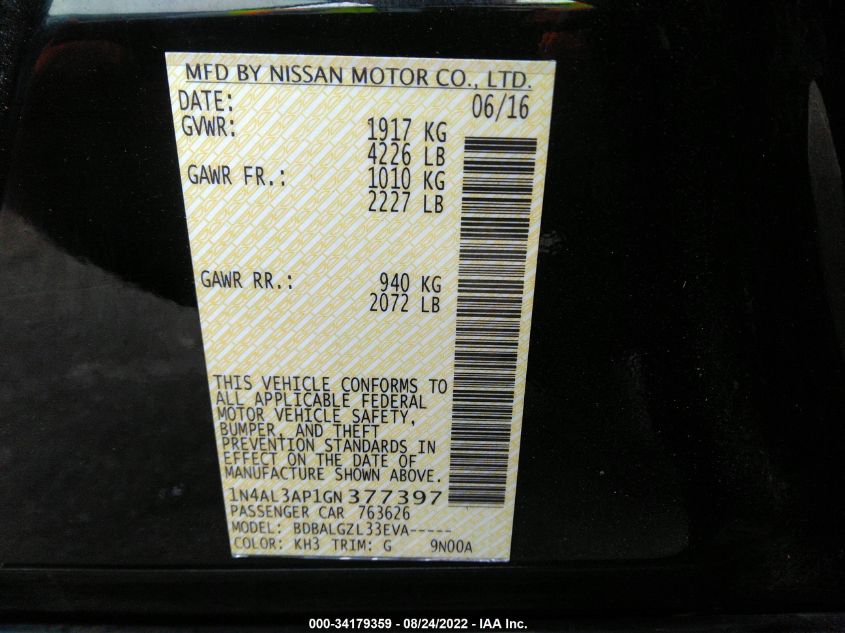 MFD BY NISSAN MOTOR CO., LTD.
DATE: 06/16
GVWR: 1917 KG
4226 LB
GAWR FR.: 1010 KG
2227 LB
GAWR RR.: 940 KG
2072 LB
THIS VEHICLE CONFORMS TO
ALL APPLICABLE FEDERAL
MOTOR VEHICLE SAFETY,
BUMPER, AND THEFT
PREVENTION STANDARDS IN
EFFECT ON THE DATE OF
MANUFACTURE SHOWN ABOVE.
1N4AL3AP1GN377397
PASSENGER CAR 763626
MODEL: BDBALGZL33EVA-----
COLOR: KH3 TRIM: G 9N00A
000-34179359 - 08/24/2022 - IAA Inc.